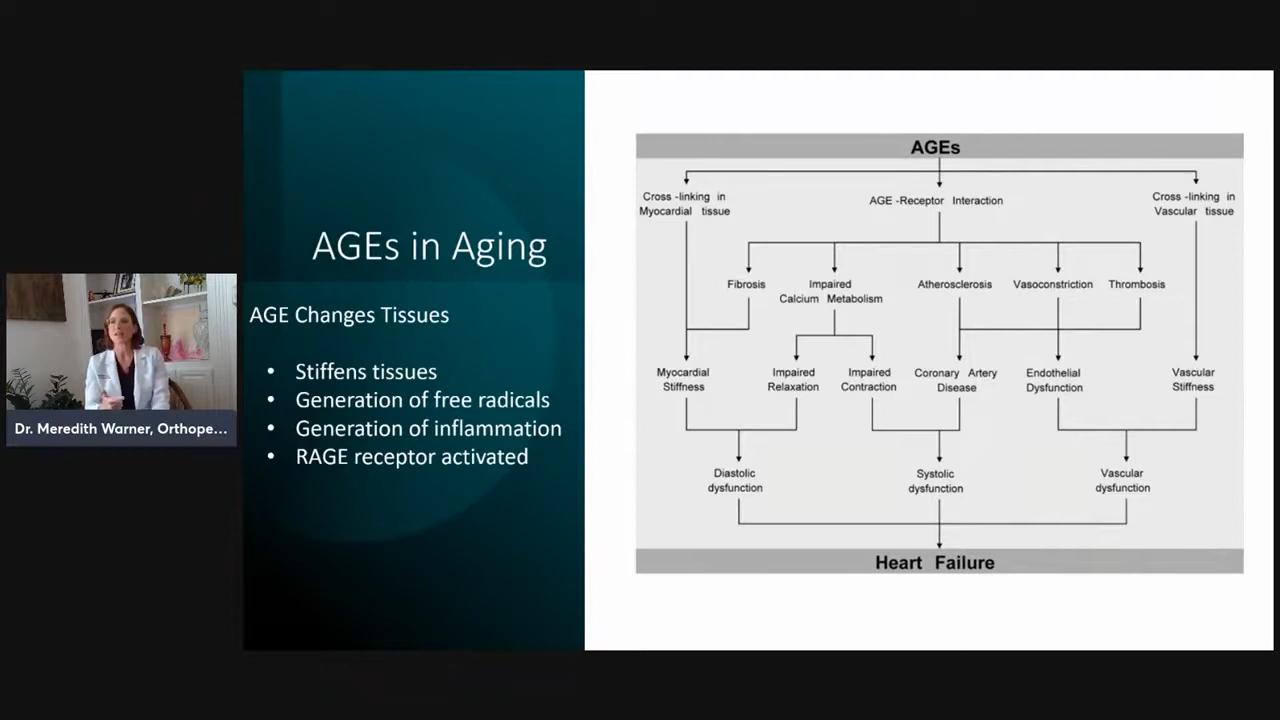 AGEs in Aging
AGE Changes Tissues
• Stiffens tissues
• Generation of free radicals
• Generation of inflammation
• RAGE receptor activated
Dr. Meredith Warner, Orthope...
AGEs
Cross -linking in
Myocardial tissue
AGE -Receptor Interaction
Cross -linking in
Vascular tissue
Fibrosis
Impaired
Calcium Metabolism
Atherosclerosis
Vasoconstriction
Thrombosis
Myocardial
Stiffness
Impaired
Relaxation
Impaired
Contraction
Coronary Artery
Disease
Endothelial
Dysfunction
Vascular
Stiffness
Diastolic
dysfunction
Systolic
dysfunction
Vascular
dysfunction
Heart Failure